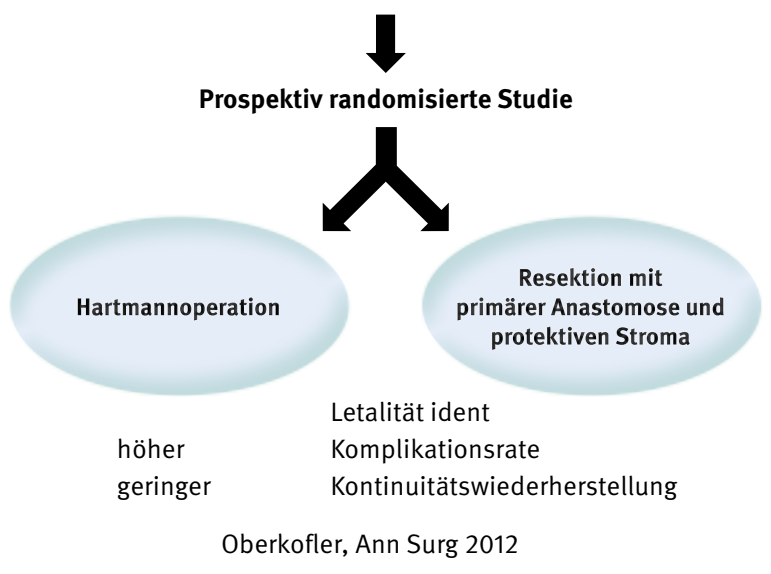 Prospektiv randomisierte Studie
Hartmannoperation
Resektion mit
primärer Anastomose und
protektiven Stroma
Letalität ident
höher Komplikationsrate
geringer Kontinuitätswiederherstellung
Oberkofler, Ann Surg 2012